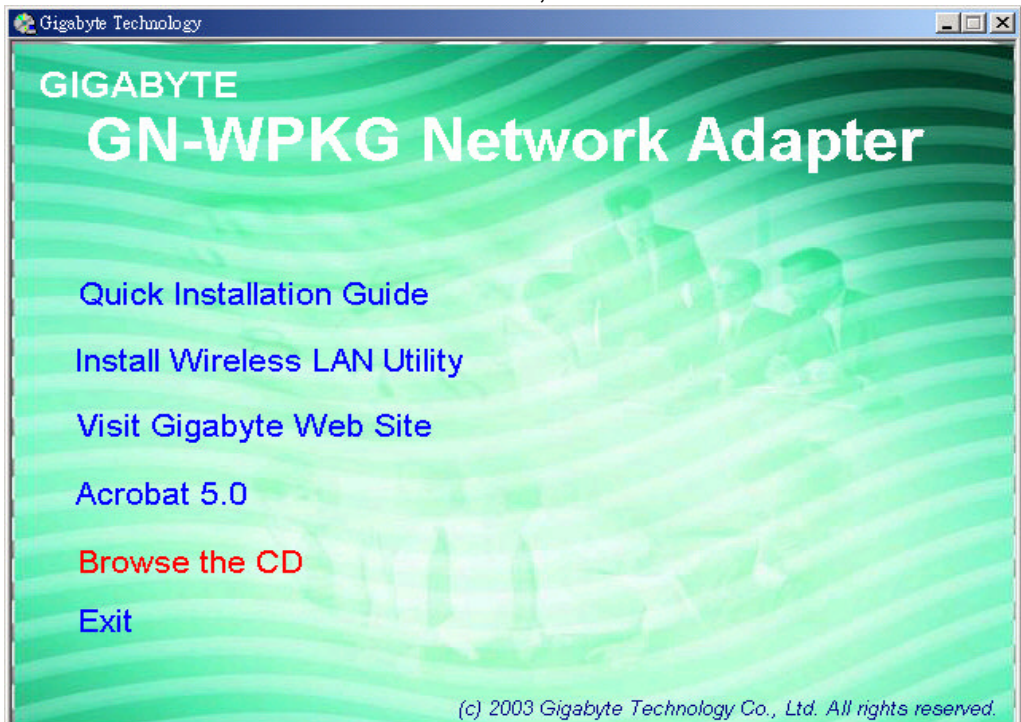 Gigabyte Technology
GIGABYTE
GN-WPKG Network Adapter
Quick Installation Guide
Install Wireless LAN Utility
Visit Gigabyte Web Site
Acrobat 5.0
Browse the CD
Exit
(c) 2003 Gigabyte Technology Co., Ltd. All rights reserved.